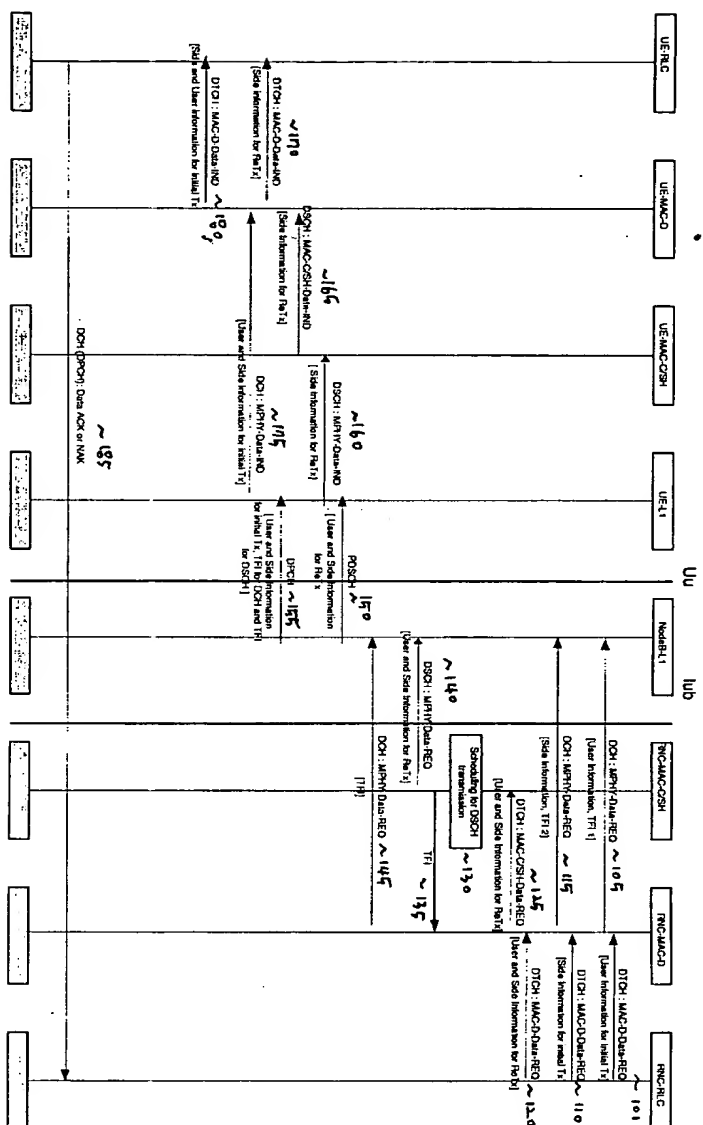 UE-RLC
UE-MAC-D
UE-MAC-C/SH
UE-L1
Uu
NodeB-L1
Iub
RNC-MAC-C/SH
RNC-MAC-D
RNC-RLC
DTCH : MAC-D-Data-REQ ~101
[User Information for Initial Tx]
DCH : MPHY-Data-REQ ~105
[User Information, TFI 1]
DTCH : MAC-D-Data-REQ ~110
[Side Information for Initial Tx]
DCH : MPHY-Data-REQ ~115
[Side Information, TFI 2]
DTCH : MAC-D-Data-REQ ~120
[User and Side Information for ReTx]
DTCH : MAC-C/SH-Data-REQ ~125
[User and Side Information for ReTx]
Scheduling for DSCH
transmission
~130
TFI ~135
DSCH : MPHY-Data-REQ ~140
[User and Side Information for ReTx]
DCH : MPHY-Data-REQ ~145
[TFI]
PDSCH ~150
[User and Side Information
for ReTx
DPCH ~155
[User and Side Information
for initial Tx, TFI for DCH and TFI
for DSCH]
~160
DSCH : MPHY-Data-IND
[Side Information for ReTx]
~165
DSCH : MAC-C/SH-Data-IND
[Side Information for ReTx]
~170
DTCH : MAC-D-Data-IND
[Side Information for ReTx]
~175
DCH : MPHY-Data-IND
[User and Side Information for initial Tx]
DTCH : MAC-D-Data-IND ~180
[Side and User Information for initial Tx]
DCH (DPCH): Data ACK or NAK ~185